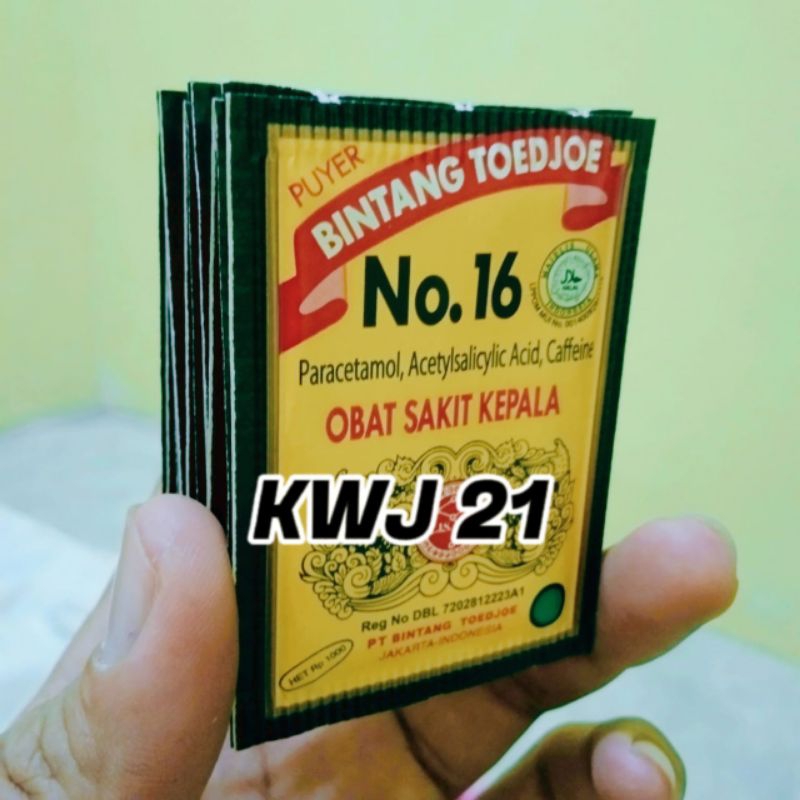 PUYER
BINTANG TOEDJOE
No. 16
Paracetamol, Acetylsalicylic Acid, Caffeine
OBAT SAKIT KEPALA
KWJ 21
Reg No DBL 7202812223A1
PT BINTANG TOEDJOE
JAKARTA-INDONESIA
HET Rp 1000